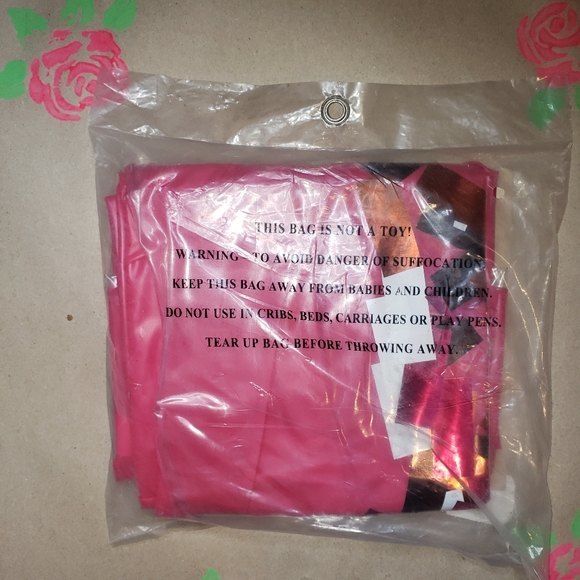 THIS BAG IS NOT A TOY!
WARNING - TO AVOID DANGER OF SUFFOCATION,
KEEP THIS BAG AWAY FROM BABIES AND CHILDREN.
DO NOT USE IN CRIBS, BEDS, CARRIAGES OR PLAY PENS.
TEAR UP BAG BEFORE THROWING AWAY.